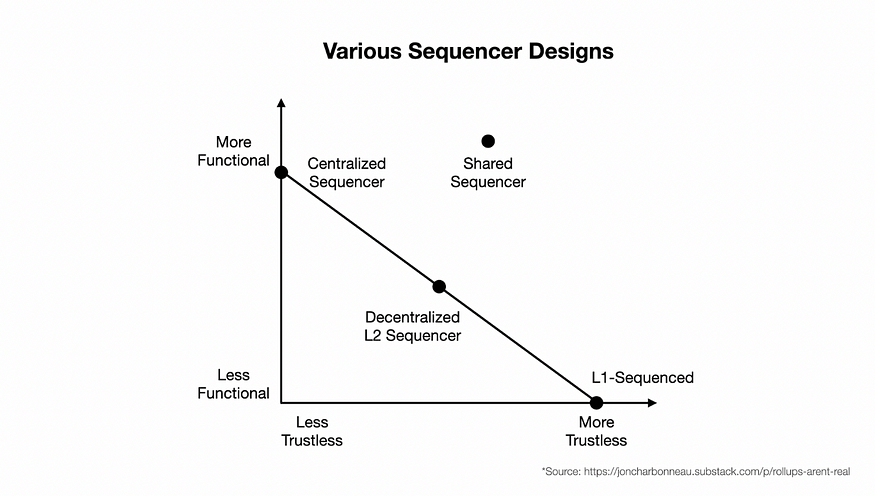 Various Sequencer Designs
More
Functional
Centralized
Sequencer
Shared
Sequencer
Decentralized
L2 Sequencer
Less
Functional
L1-Sequenced
Less
Trustless
More
Trustless
*Source: https://joncharbonneau.substack.com/p/rollups-arent-real